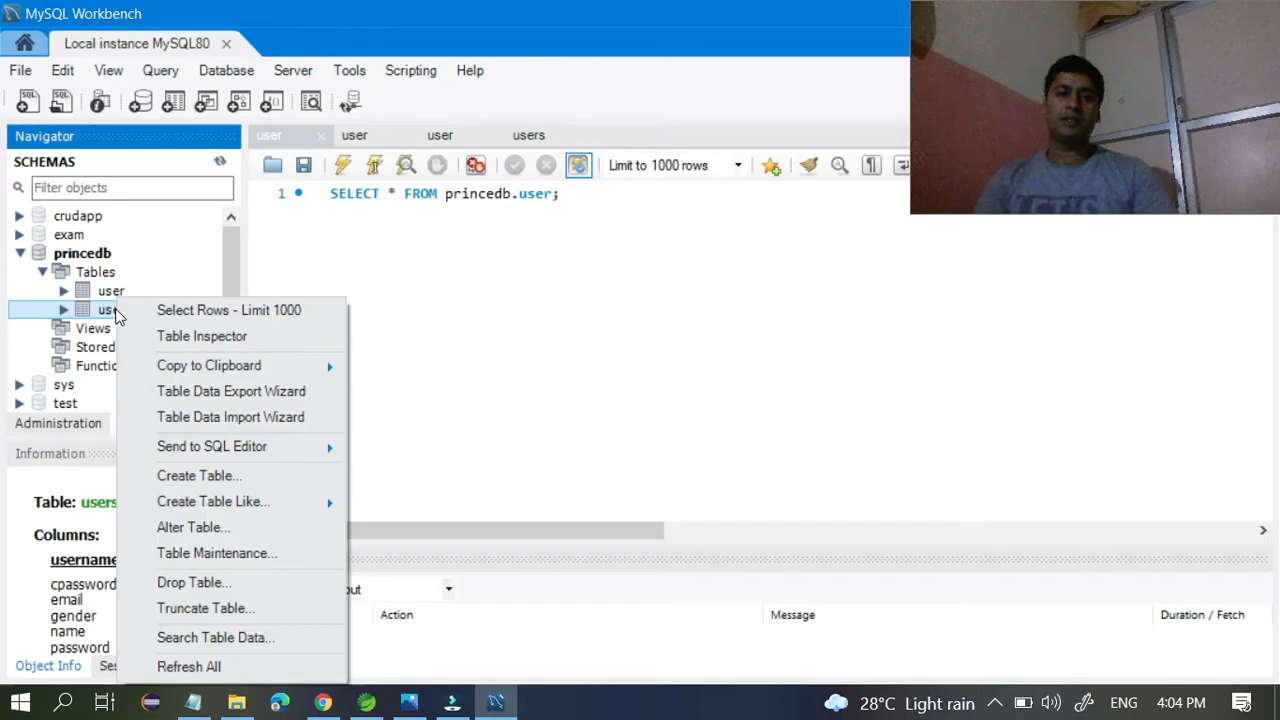 MySQL Workbench
Local instance MySQL80
File Edit View Query Database Server Tools Scripting Help
Navigator
SCHEMAS
Filter objects
crudapp
exam
princedb
Tables
user
Views
Stored
sys
test
Administration
Information
Table: users
Columns:
username
cpassword
email
gender
name
password
Object Info
user user user users
Limit to 1000 rows
1 SELECT * FROM princedb.user;
Select Rows - Limit 1000
Table Inspector
Copy to Clipboard
Table Data Export Wizard
Table Data Import Wizard
Send to SQL Editor
Create Table...
Create Table Like...
Alter Table...
Table Maintenance...
Drop Table...
Truncate Table...
Search Table Data...
Refresh All
Action Message Duration / Fetch
28°C Light rain
ENG
4:04 PM